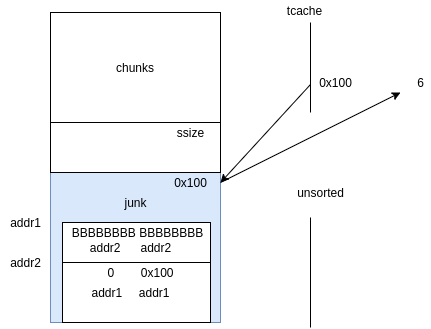 tcache
chunks
0x100
6
ssize
0x100
junk
unsorted
addr1
BBBBBBBB BBBBBBBB
addr2 addr2
addr2
0 0x100
addr1 addr1